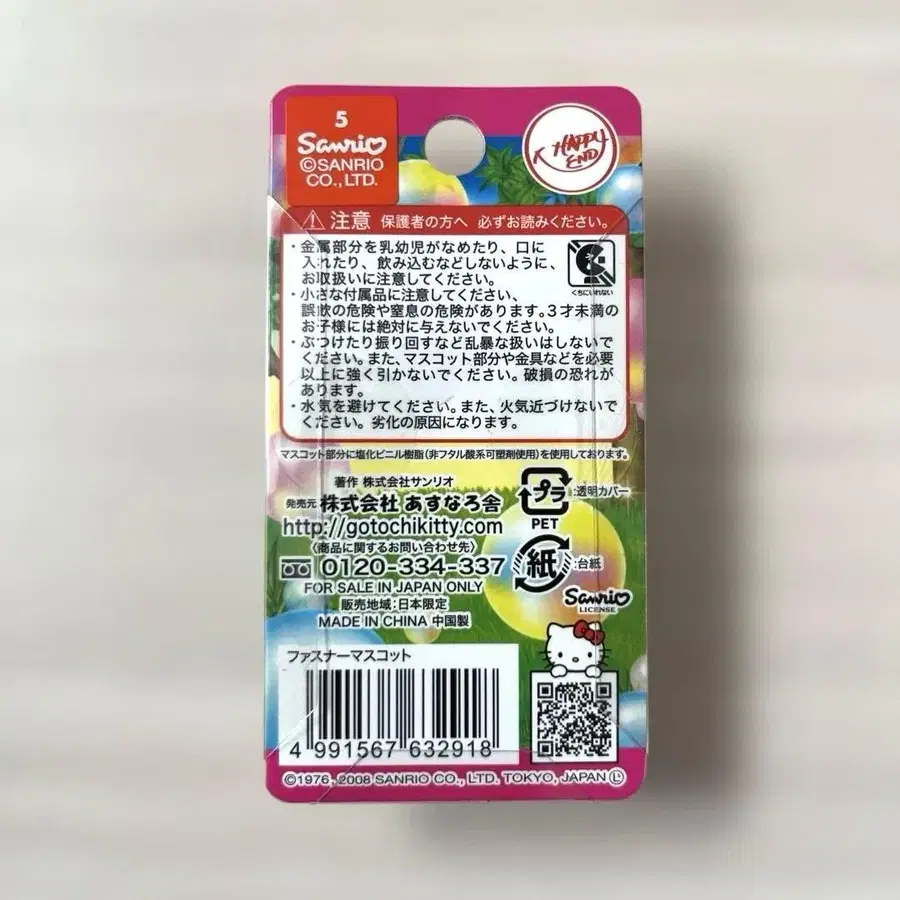 5
Sanrio
©SANRIO
CO.,LTD.
HAPPY
END
注意 保護者の方へ 必ずお読みください。
・金属部分を乳幼児がなめたり、口に
入れたり、飲み込むなどしないように、
お取扱いに注意してください。
くちにいれない
・小さな付属品に注意してください、
誤飲の危険や窒息の危険があります。3才未満の
お子様には絶対に与えないでください。
・ぶつけたり振り回すなど乱暴な扱いはしないで
ください。また、マスコット部分や金具などを必要
以上に強く引かないでください。破損の恐れが
あります。
・水気を避けてください。また、火気近づけないで
ください。劣化の原因になります。
マスコット部分に塩化ビニル樹脂(非フタル酸系可塑剤使用)を使用しております。
著作 株式会社サンリオ
発売元 株式会社 あすなろ舎
http://gotochikitty.com
〈商品に関するお問い合わせ先〉
0120-334-337
FOR SALE IN JAPAN ONLY
販売地域:日本限定
MADE IN CHINA 中国製
プラ :透明カバー
PET
紙 :台紙
Sanrio
LICENSE
ファスナーマスコット
4 991567 632918
©1976, 2008 SANRIO CO., LTD. TOKYO, JAPAN Ⓛ